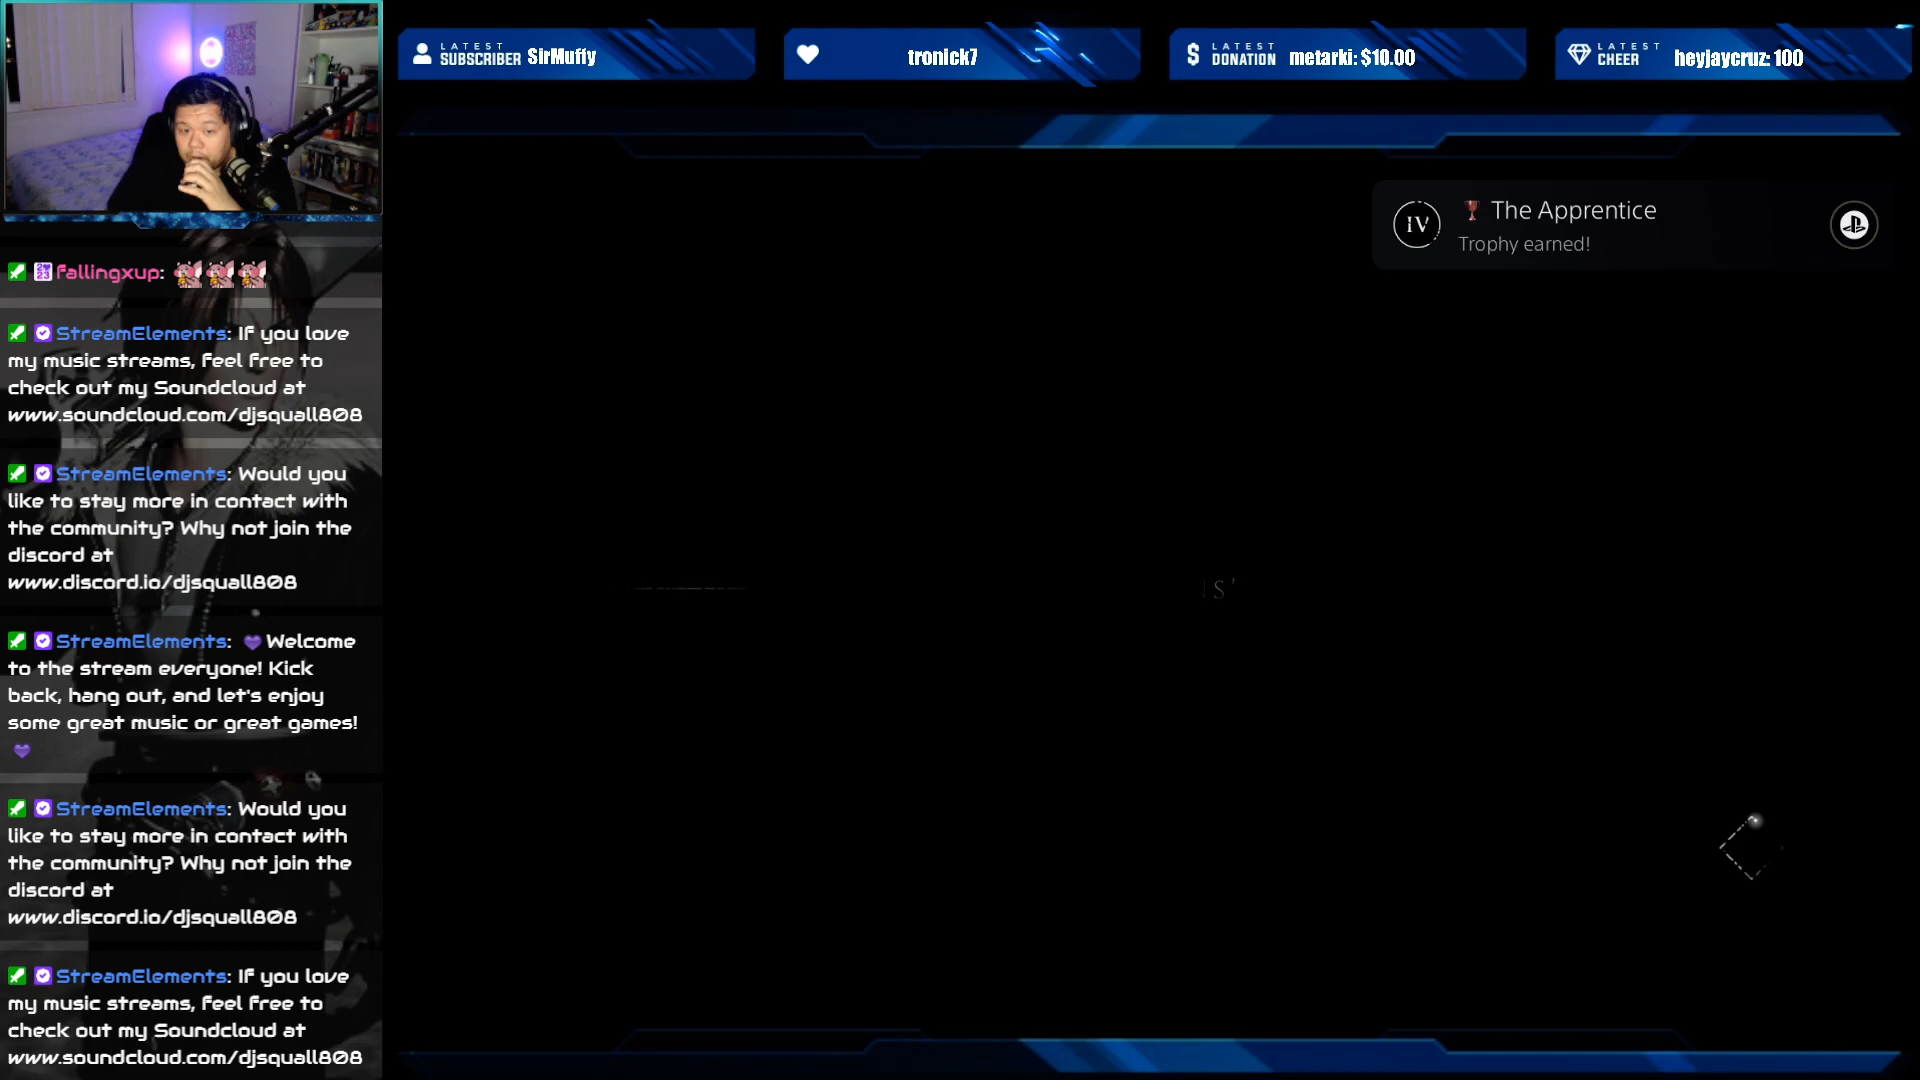 LATEST
SUBSCRIBER SirMuffy
tronick7
LATEST
DONATION metarki: $10.00
LATEST
CHEER heyjaycruz: 100
IV
The Apprentice
Trophy earned!
fallingxup:
StreamElements: If you love
my music streams, feel free to
check out my Soundcloud at
www.soundcloud.com/djsquall808
StreamElements: Would you
like to stay more in contact with
the community? Why not join the
discord at
www.discord.io/djsquall808
StreamElements: Welcome
to the stream everyone! Kick
back, hang out, and let's enjoy
some great music or great games!
StreamElements: Would you
like to stay more in contact with
the community? Why not join the
discord at
www.discord.io/djsquall808
StreamElements: If you love
my music streams, feel free to
check out my Soundcloud at
www.soundcloud.com/djsquall808